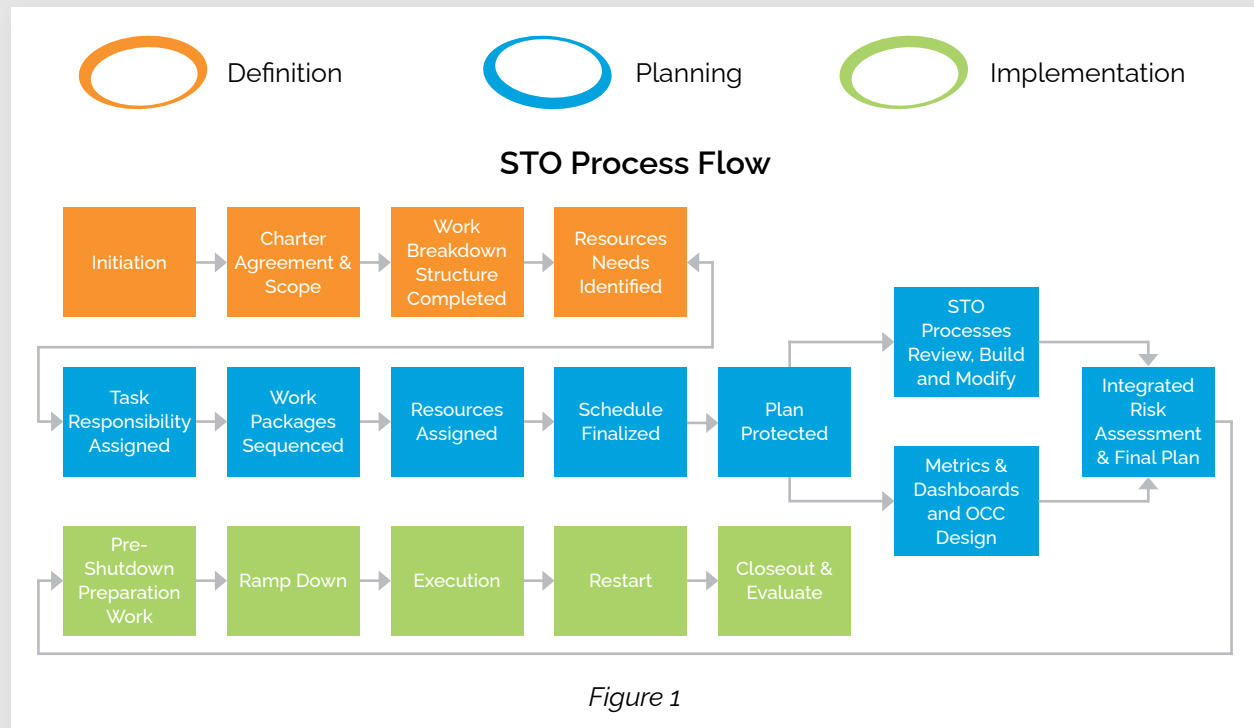 Definition
Planning
Implementation
STO Process Flow
Initiation
Charter
Agreement &
Scope
Work
Breakdown
Structure
Completed
Resources
Needs
Identified
Task
Responsibility
Assigned
Work
Packages
Sequenced
Resources
Assigned
Schedule
Finalized
Plan
Protected
STO
Processes
Review, Build
and Modify
Metrics &
Dashboards
and OCC
Design
Integrated
Risk
Assessment
& Final Plan
Pre-
Shutdown
Preparation
Work
Ramp Down
Execution
Restart
Closeout &
Evaluate
Figure 1